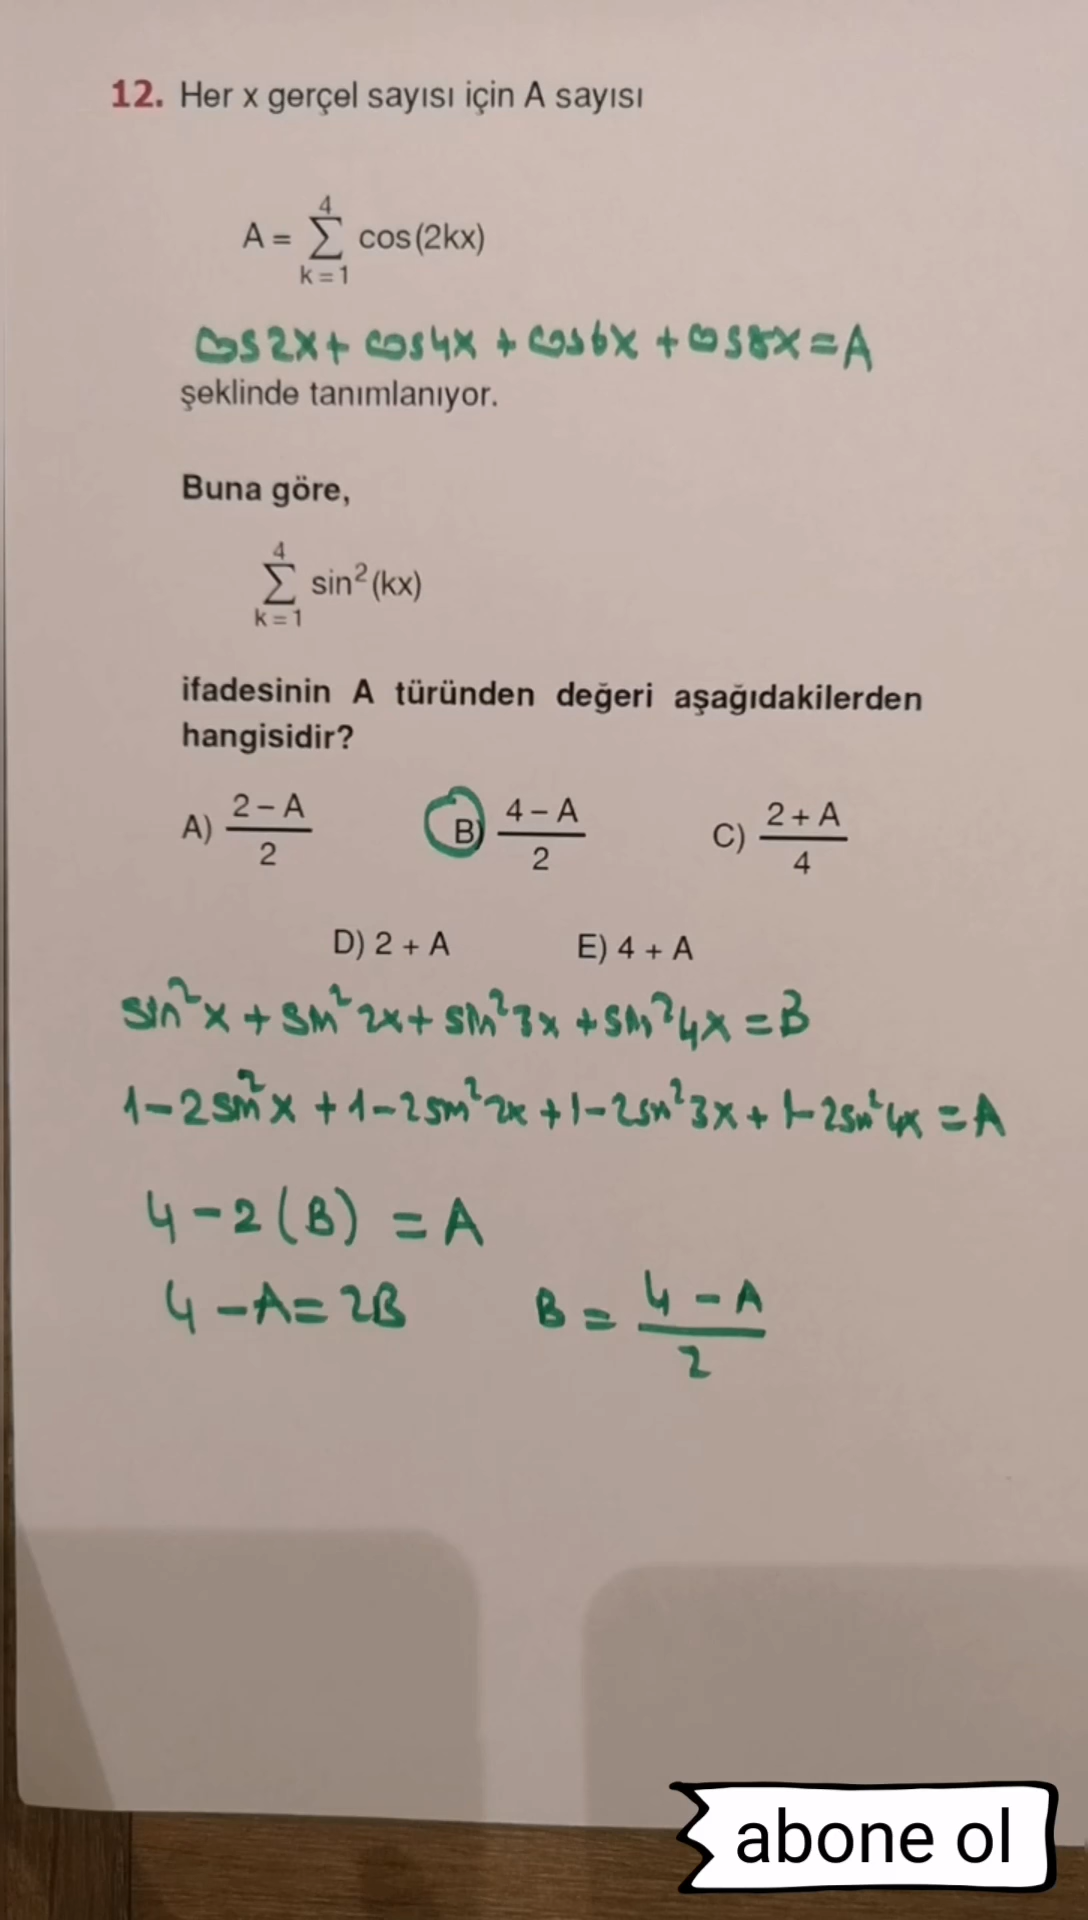 12. Her x gerçel sayısı için A sayısı
4
A = Σ cos(2kx)
k = 1
cos2x + cos4x + cos6x + cos8x = A
şeklinde tanımlanıyor.
Buna göre,
4
Σ sin²(kx)
k = 1
ifadesinin A türünden değeri aşağıdakilerden
hangisidir?
A) (2 – A)/2 B) (4 – A)/2 C) (2 + A)/4
D) 2 + A E) 4 + A
sin²x + sin²2x + sin²3x + sin²4x = B
1-2sin²x + 1-2sin²2x + 1-2sin²3x + 1-2sin²4x = A
4-2(B) = A
4-A = 2B B = (4-A)/2
abone ol